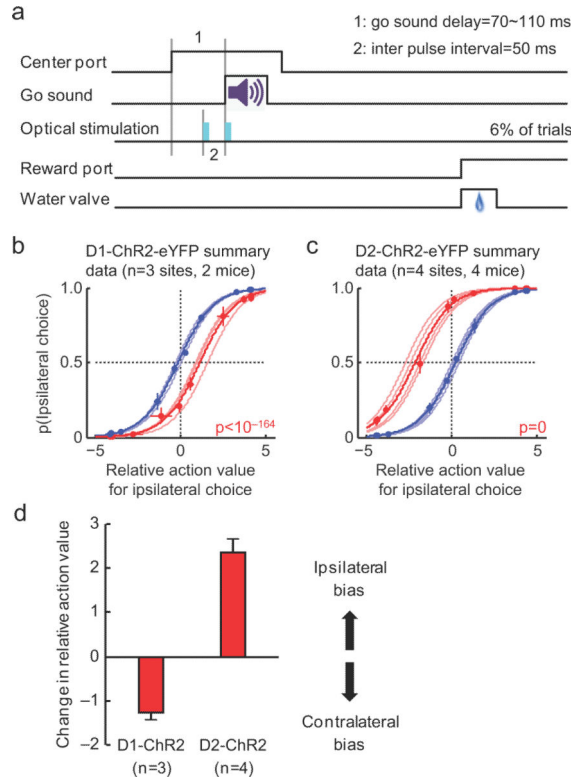 a
1: go sound delay=70~110 ms
2: inter pulse interval=50 ms
1
Center port
Go sound
Optical stimulation
6% of trials
2
Reward port
Water valve
b
D1-ChR2-eYFP summary
data (n=3 sites, 2 mice)
p(ipsilateral choice)
1.0
0.5
0
p<10⁻¹⁶⁴
−5 0 5
Relative action value
for ipsilateral choice
c
D2-ChR2-eYFP summary
data (n=4 sites, 4 mice)
1.0
0.5
0
p=0
−5 0 5
Relative action value
for ipsilateral choice
d
Change in relative action value
3
2
1
0
−1
−2
D1-ChR2 D2-ChR2
(n=3) (n=4)
Ipsilateral
bias
Contralateral
bias